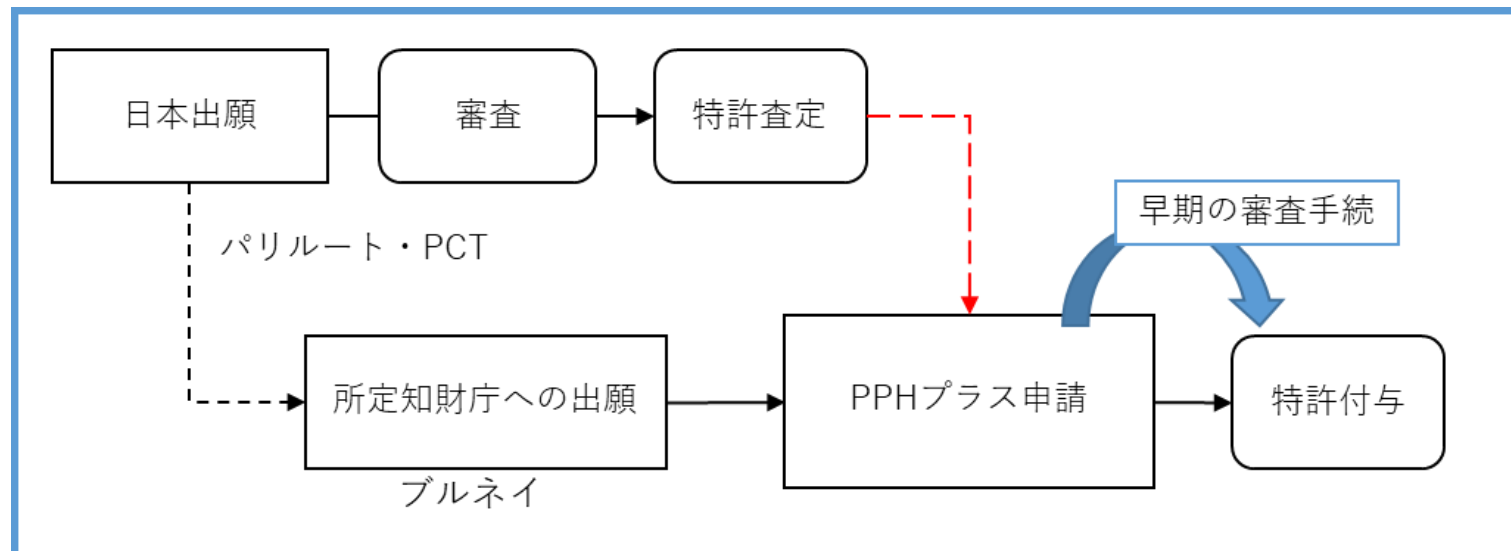 日本出願
審査
特許査定
早期の審査手続
パリルート・PCT
所定知財庁への出願
PPHプラス申請
特許付与
ブルネイ